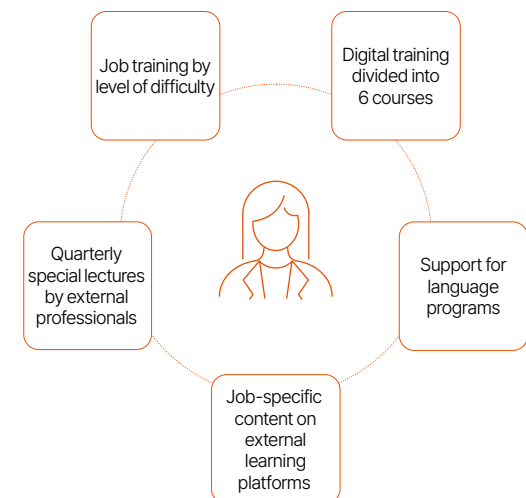 Job training by
level of difficulty
Digital training
divided into
6 courses
Quarterly
special lectures
by external
professionals
Support for
language
programs
Job-specific
content on
external
learning
platforms